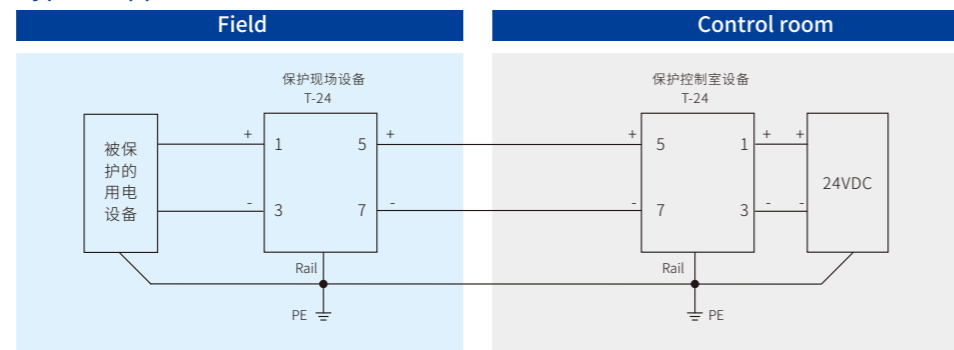 Field
Control room
保护现场设备
T-24
保护控制室设备
T-24
被保
护的
用电
设备
+
1
5
+
+
5
1
+
+
24VDC
-
3
7
-
-
7
3
-
-
Rail
Rail
PE
PE